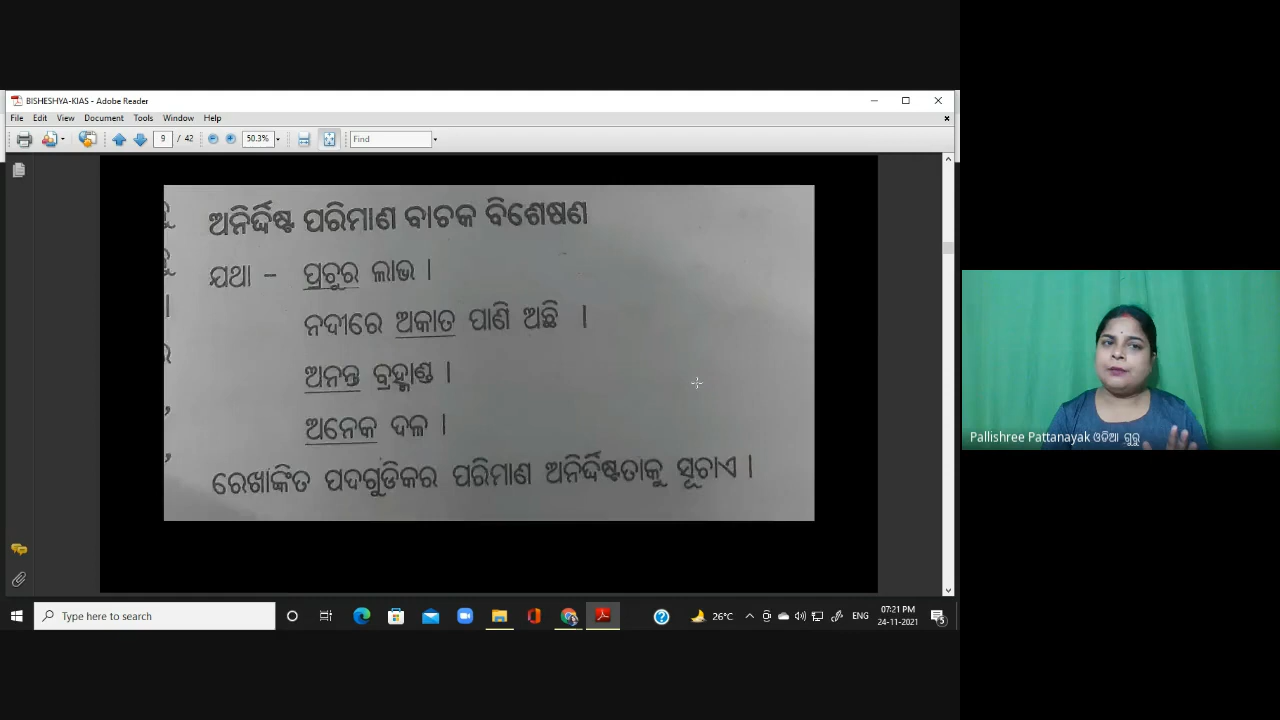 BISHESHYA-KIAS - Adobe Reader
File Edit View Document Tools Window Help
9 / 42 50.3% Find
ଅନିର୍ଦ୍ଦିଷ୍ଟ ପରିମାଣ ବାଚକ ବିଶେଷଣ
ଯଥା – ପ୍ରଚୁର ଲାଭ ।
ନଦୀରେ ଅକାତ ପାଣି ଅଛି ।
ଅନନ୍ତ ବ୍ରହ୍ମାଣ୍ଡ ।
ଅନେକ ଦଳ ।
ରେଖାଙ୍କିତ ପଦଗୁଡିକର ପରିମାଣ ଅନିର୍ଦ୍ଦିଷ୍ଟତାକୁ ସୂଚାଏ ।
Pallishree Pattanayak ଓଡିଆ ଗୁରୁ
Type here to search
26°C ENG 07:21 PM
24-11-2021
5